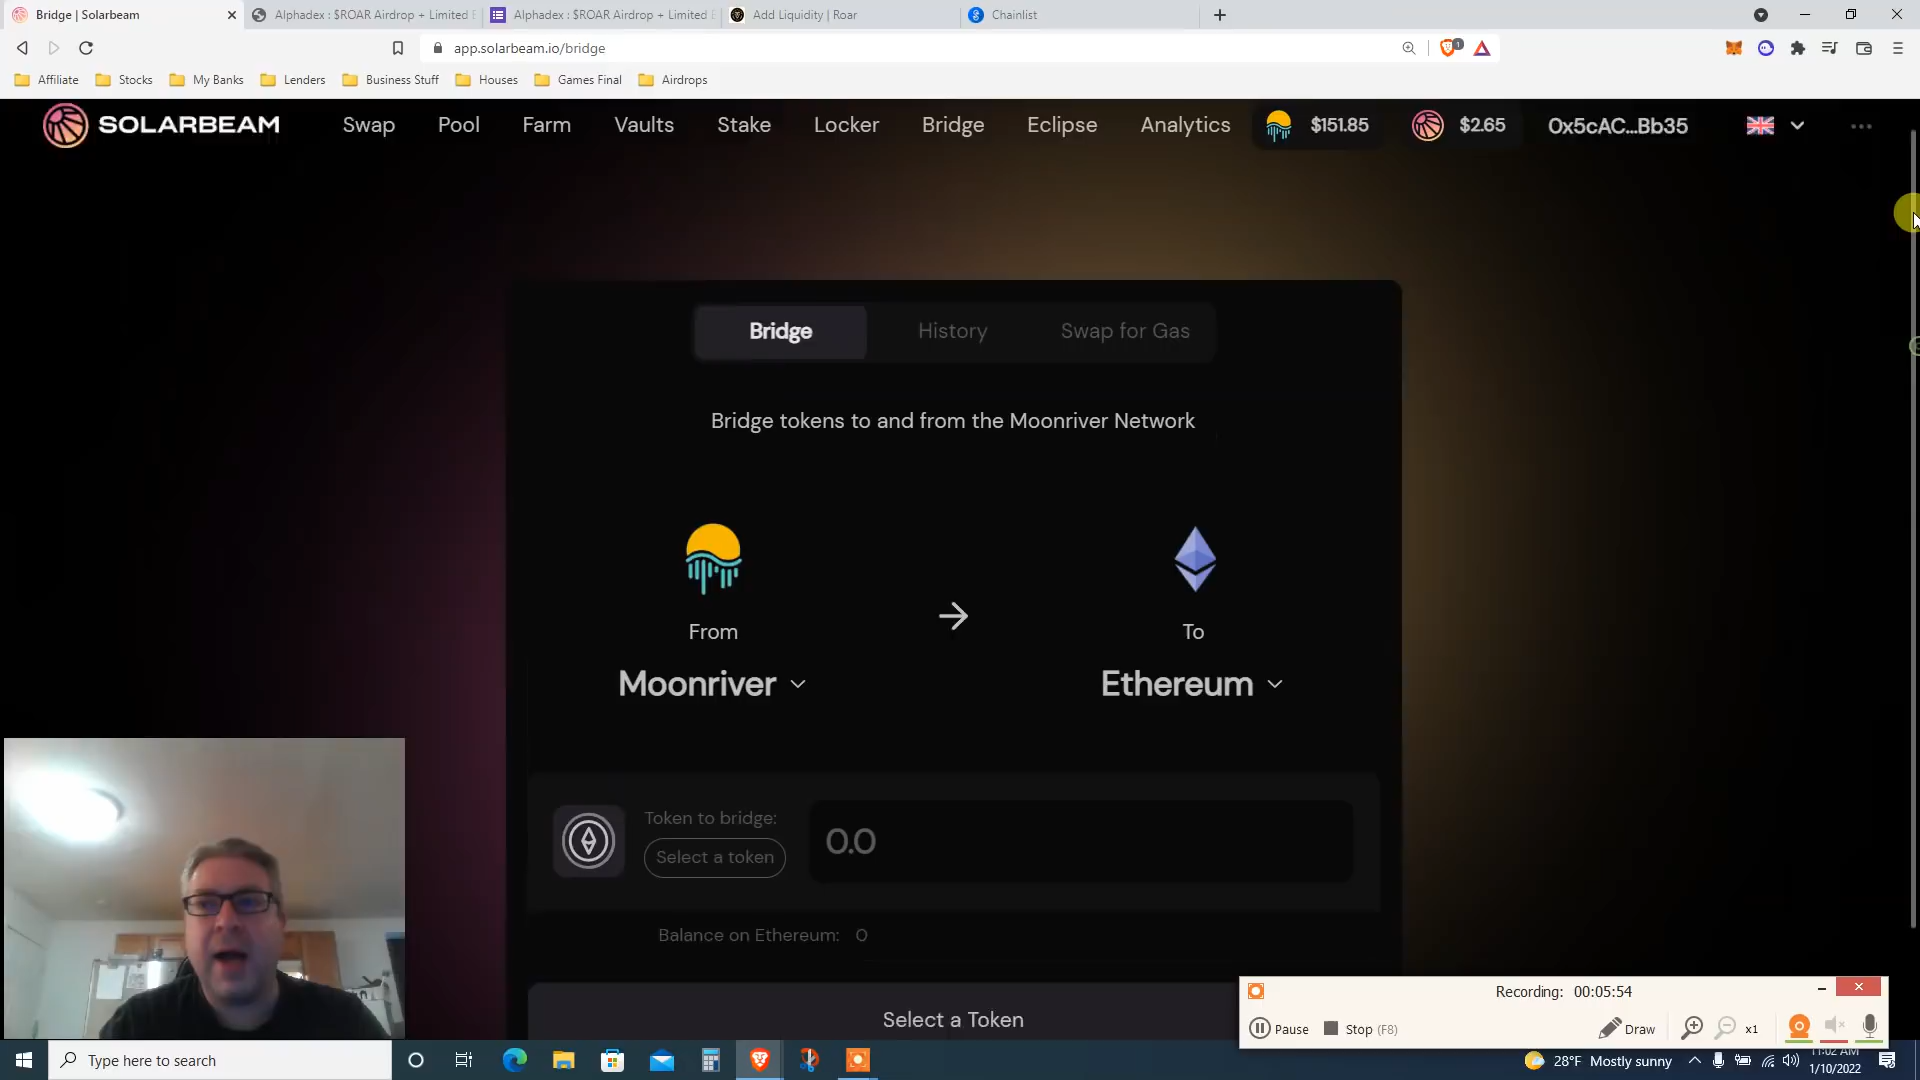 Bridge | Solarbeam
Alphadex : $ROAR Airdrop + Limited
Alphadex : $ROAR Airdrop + Limited
Add Liquidity | Roar
Chainlist
app.solarbeam.io/bridge
1
Affiliate
Stocks
My Banks
Lenders
Business Stuff
Houses
Games Final
Airdrops
SOLARBEAM
Swap
Pool
Farm
Vaults
Stake
Locker
Bridge
Eclipse
Analytics
$151.85
$2.65
0x5cAC...Bb35
Bridge
History
Swap for Gas
Bridge tokens to and from the Moonriver Network
From
To
Moonriver
Ethereum
Token to bridge:
Select a token
0.0
Balance on Ethereum: 0
Select a Token
Recording: 00:05:54
Pause
Stop (F8)
Draw
x1
Type here to search
28°F Mostly sunny
11:02 AM
1/10/2022